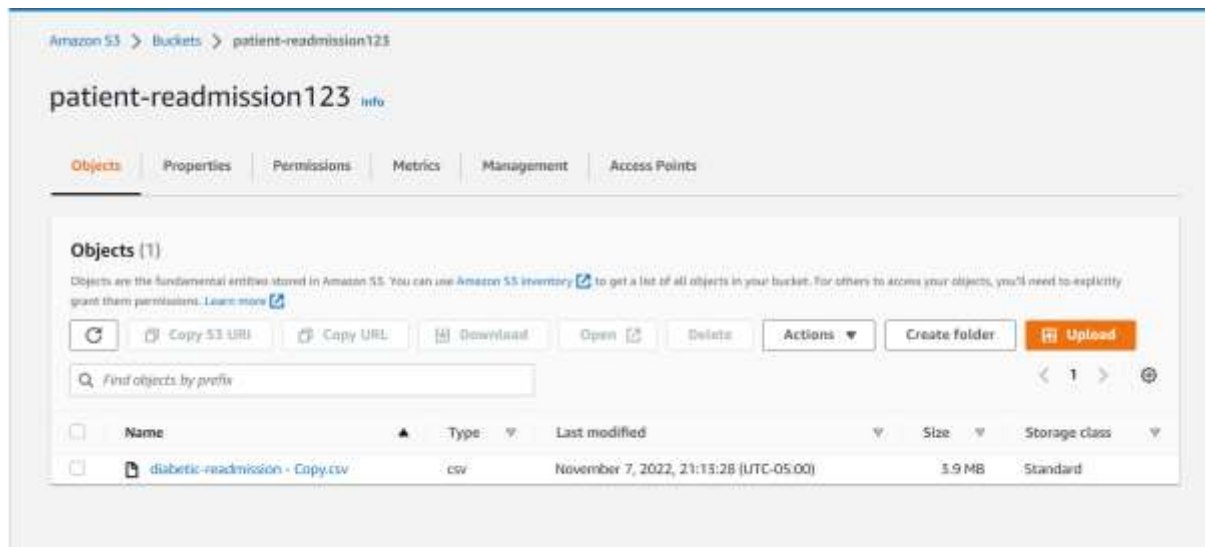 Amazon S3 > Buckets > patient-readmission123
patient-readmission123 Info
Objects Properties Permissions Metrics Management Access Points
Objects (1)
Objects are the fundamental entities stored in Amazon S3. You can use Amazon S3 inventory to get a list of all objects in your bucket. For others to access your objects, you'll need to explicitly
grant them permissions. Learn more
Copy S3 URI Copy URL Download Open Delete Actions Create folder Upload
Find objects by prefix
< 1 >
Name Type Last modified Size Storage class
diabetic-readmission - Copy.csv csv November 7, 2022, 21:13:28 (UTC-05:00) 3.9 MB Standard